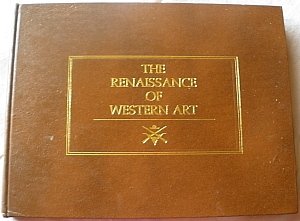 THE
RENAISSANCE
OF
WESTERN ART